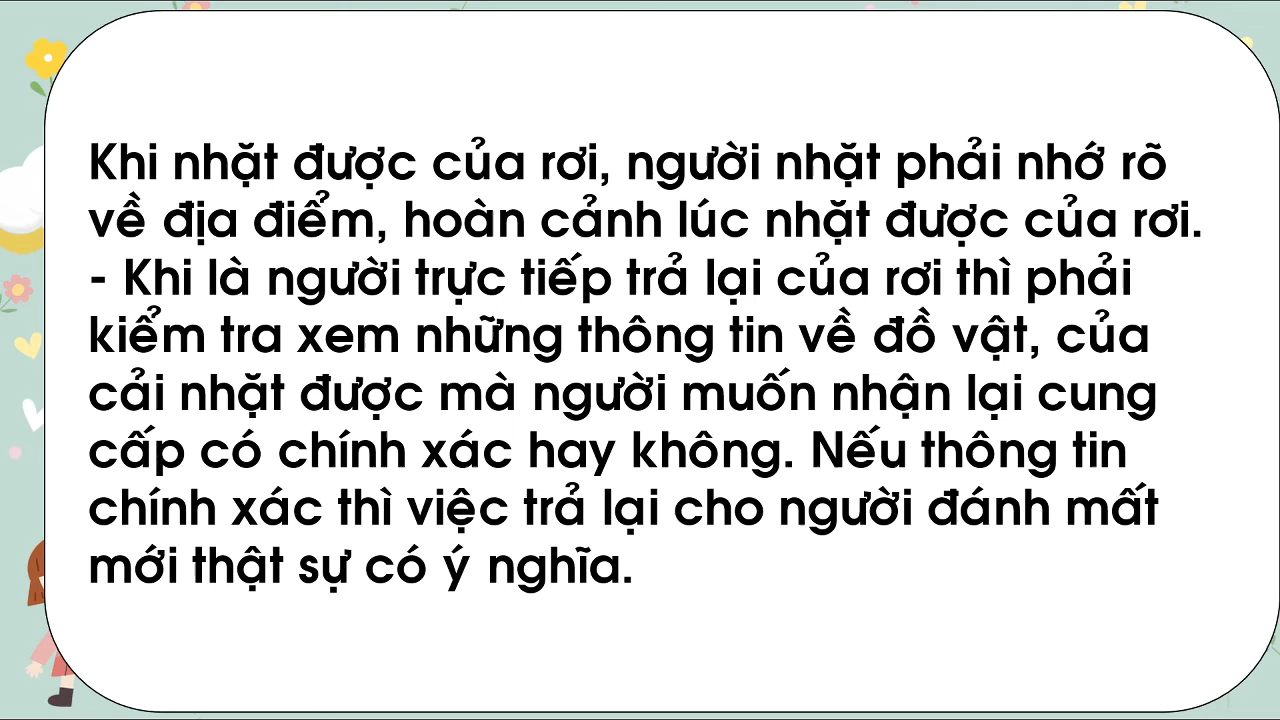 Khi nhặt được của rơi, người nhặt phải nhớ rõ
về địa điểm, hoàn cảnh lúc nhặt được của rơi.
- Khi là người trực tiếp trả lại của rơi thì phải
kiểm tra xem những thông tin về đồ vật, của
cải nhặt được mà người muốn nhận lại cung
cấp có chính xác hay không. Nếu thông tin
chính xác thì việc trả lại cho người đánh mất
mới thật sự có ý nghĩa.